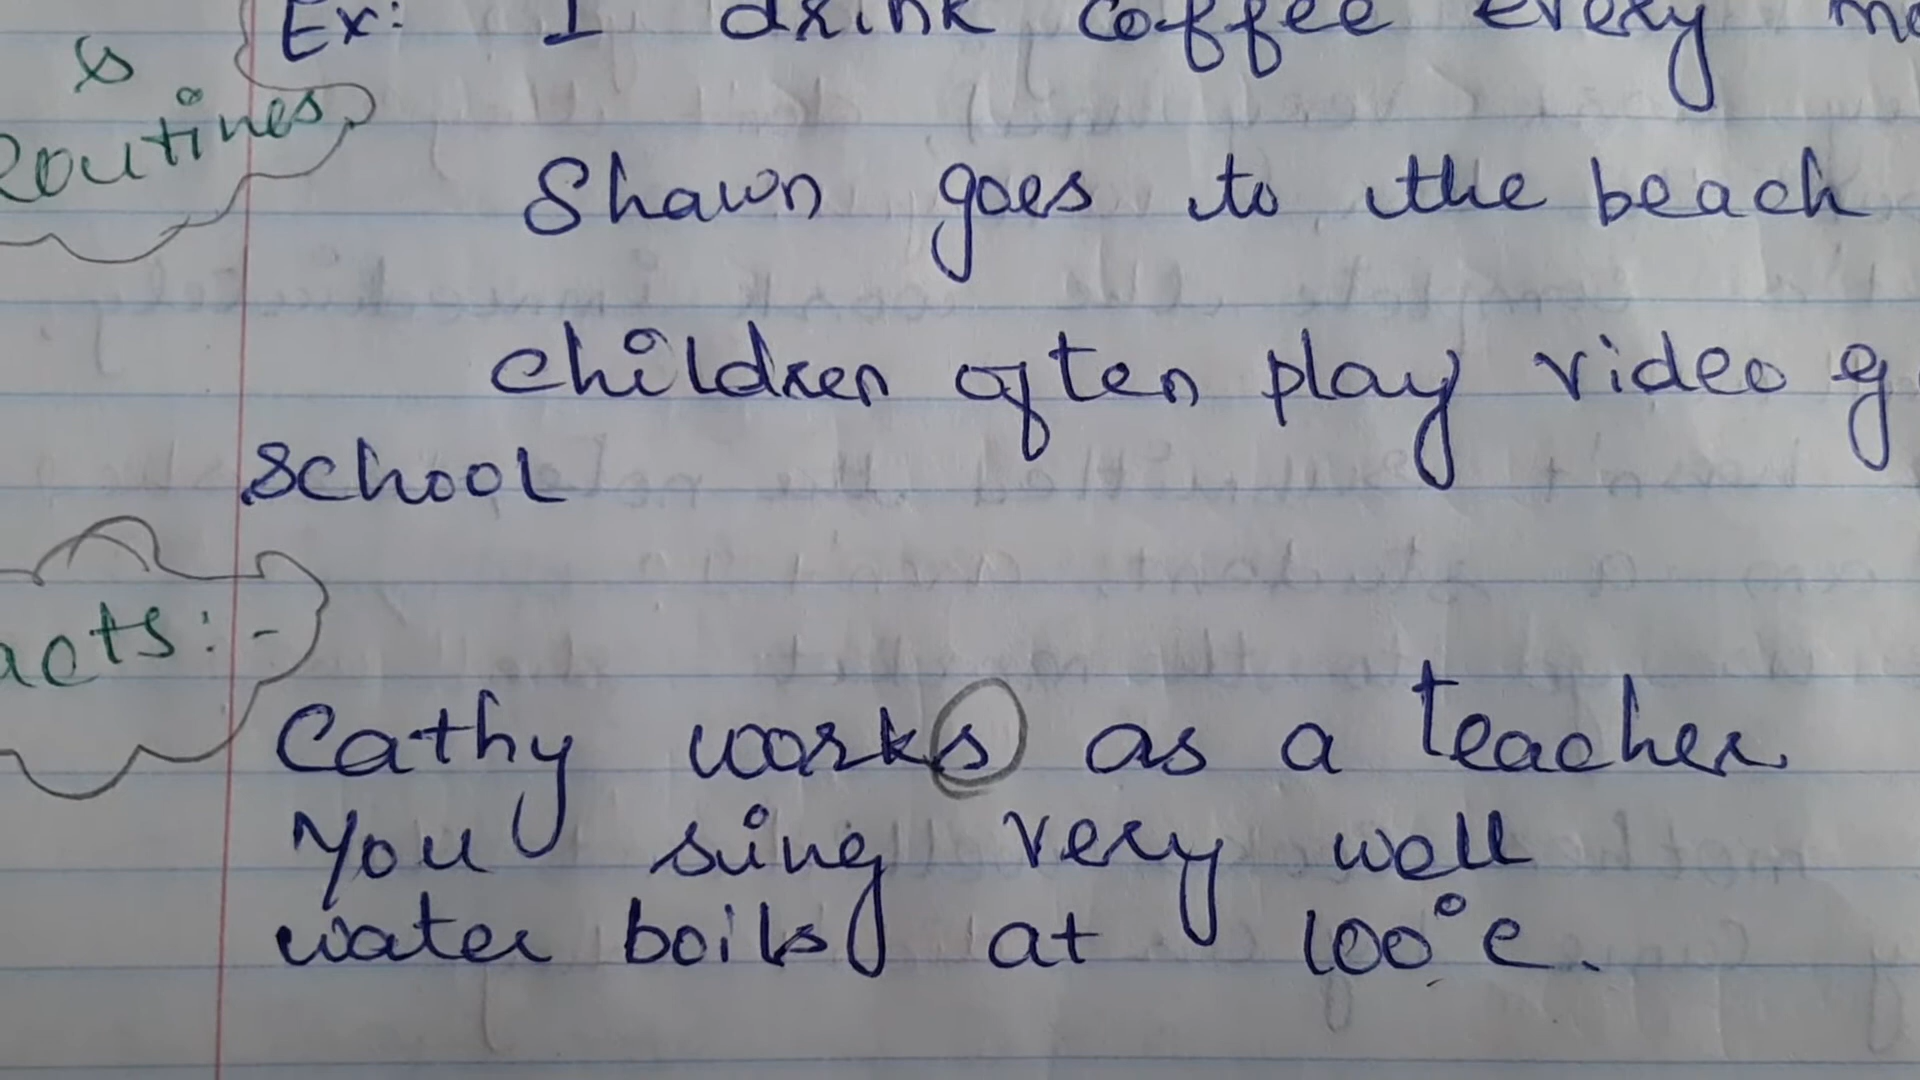 Ex: I drink coffee every
s
Routines
Shawn goes to the beach
children often play video g
school
acts:-
Cathy works as a teacher
You sing very well
water boils at 100°c.